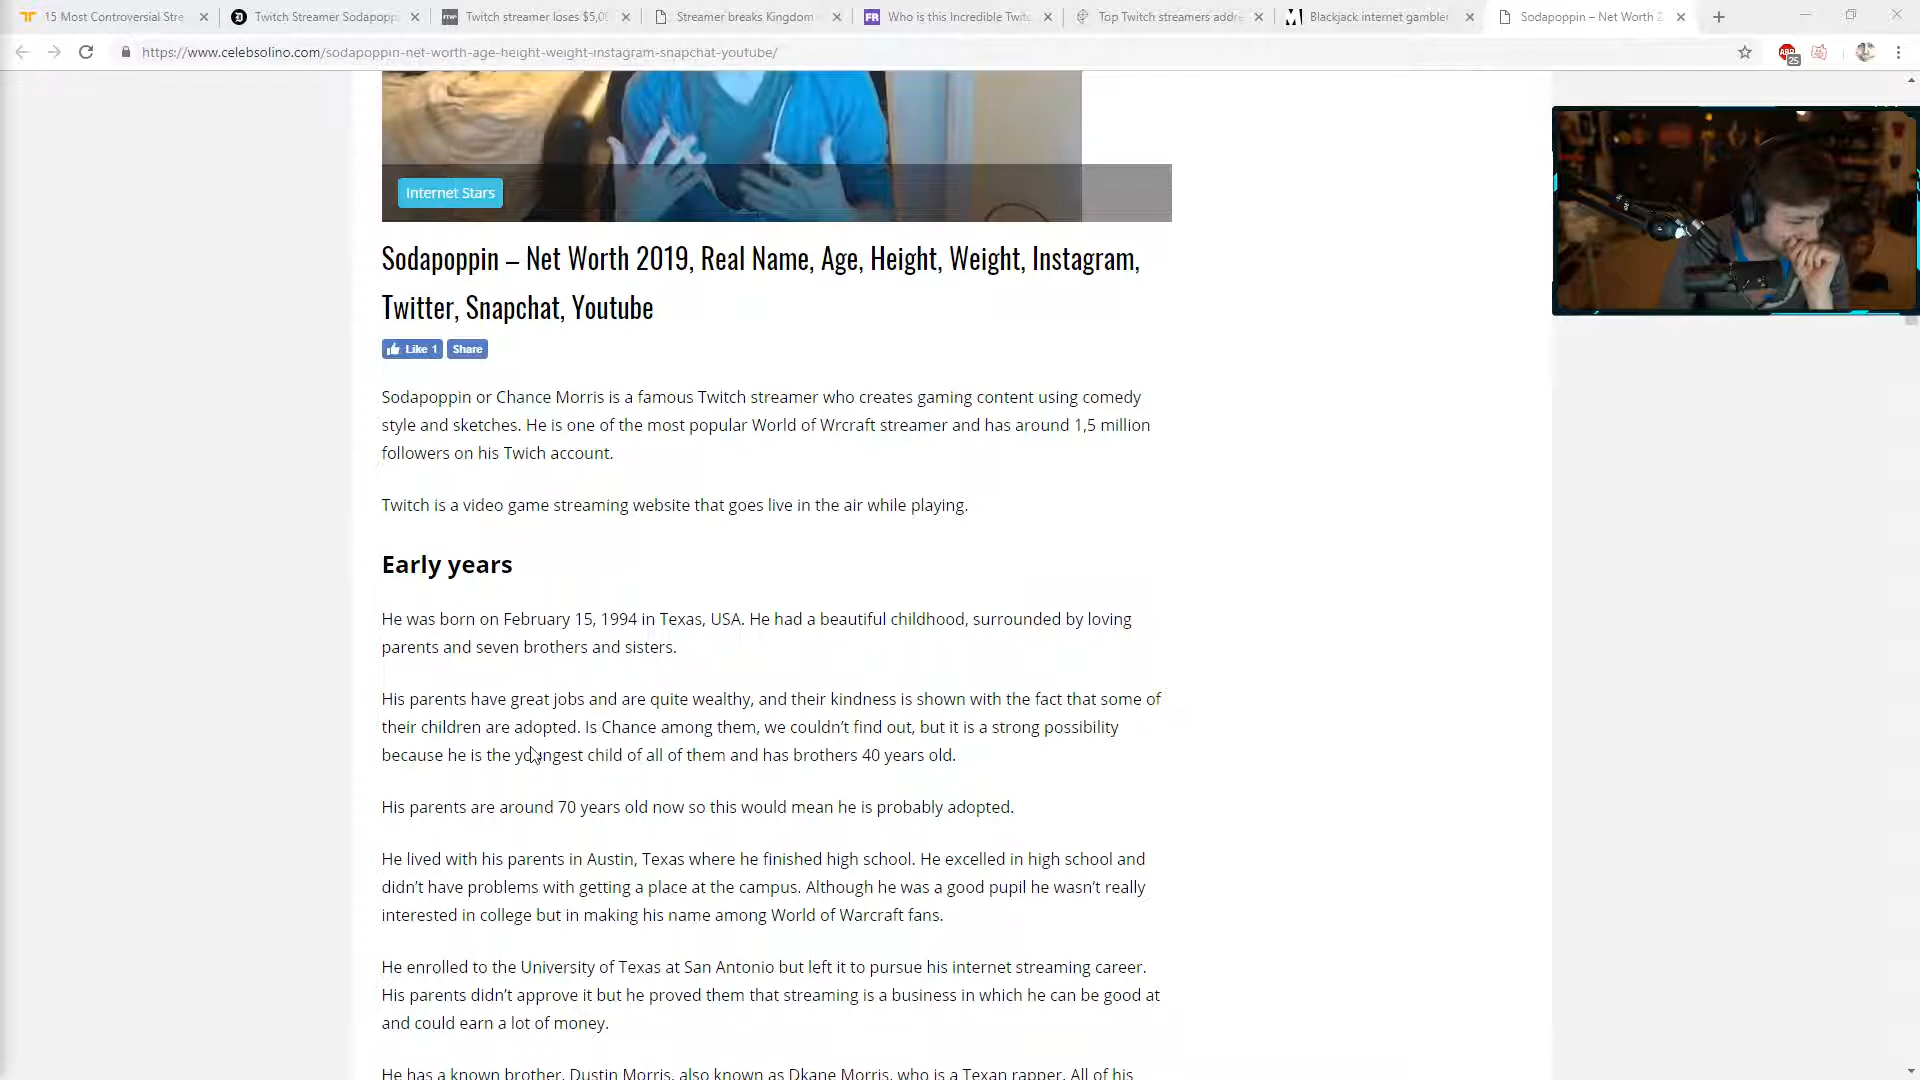 15 Most Controversial Stre
Twitch Streamer Sodapopp
Twitch streamer loses $5,0
Streamer breaks Kingdom
Who is this Incredible Twit
Top Twitch streamers addr
Blackjack internet gambler
Sodapoppin – Net Worth 2
https://www.celebsolino.com/sodapoppin-net-worth-age-height-weight-instagram-snapchat-youtube/
ABP
25
Internet Stars
Sodapoppin – Net Worth 2019, Real Name, Age, Height, Weight, Instagram,
Twitter, Snapchat, Youtube
Like 1 Share
Sodapoppin or Chance Morris is a famous Twitch streamer who creates gaming content using comedy
style and sketches. He is one of the most popular World of Wrcraft streamer and has around 1,5 million
followers on his Twich account.
Twitch is a video game streaming website that goes live in the air while playing.
Early years
He was born on February 15, 1994 in Texas, USA. He had a beautiful childhood, surrounded by loving
parents and seven brothers and sisters.
His parents have great jobs and are quite wealthy, and their kindness is shown with the fact that some of
their children are adopted. Is Chance among them, we couldn't find out, but it is a strong possibility
because he is the youngest child of all of them and has brothers 40 years old.
His parents are around 70 years old now so this would mean he is probably adopted.
He lived with his parents in Austin, Texas where he finished high school. He excelled in high school and
didn't have problems with getting a place at the campus. Although he was a good pupil he wasn't really
interested in college but in making his name among World of Warcraft fans.
He enrolled to the University of Texas at San Antonio but left it to pursue his internet streaming career.
His parents didn't approve it but he proved them that streaming is a business in which he can be good at
and could earn a lot of money.
He has a known brother, Dustin Morris, also known as Dkane Morris, who is a Texan rapper. All of his